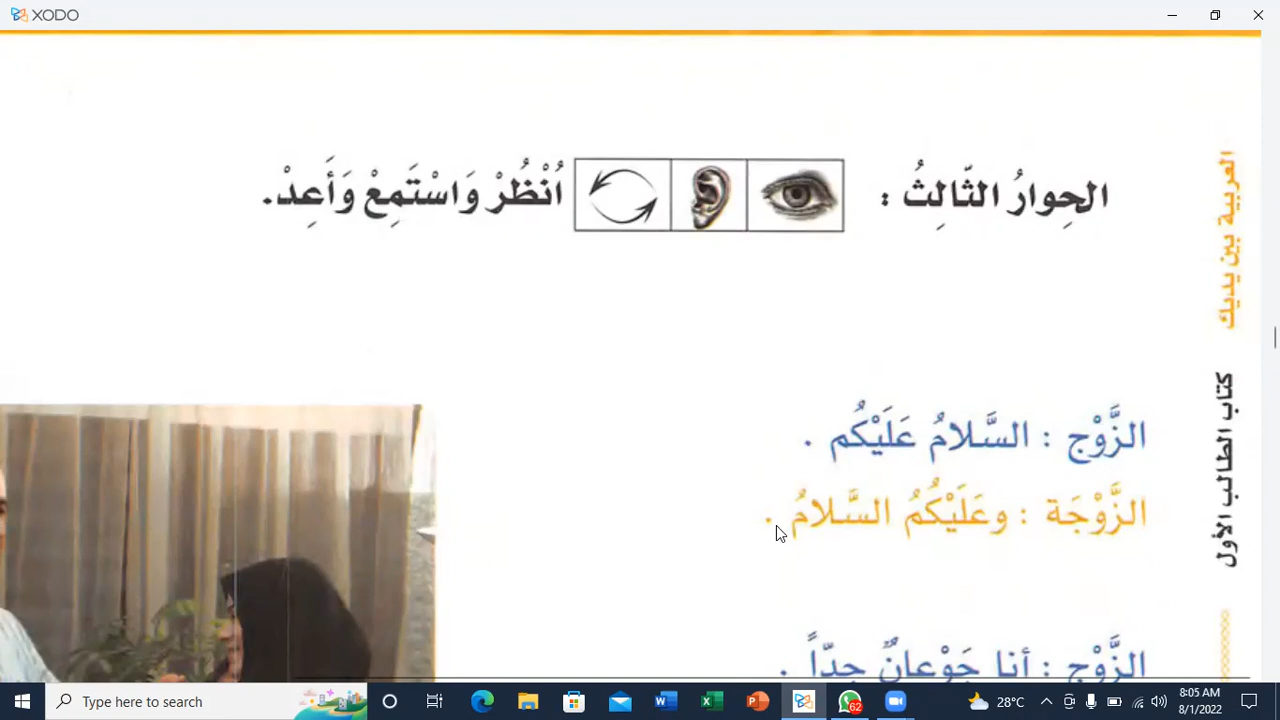 XODO
الحِوارُ الثّالِثُ : اُنْظُرْ وَاسْتَمِعْ وَأَعِدْ.
العربية بين يديك
كتاب الطالب الأول
الزَّوْج : السَّلامُ عَلَيْكُم .
الزَّوْجَة : وعَلَيْكُمُ السَّلامُ .
الزَّوْج : أنا جَوْعانٌ جِدّاً .
Type here to search
62
28°C
8:05 AM
8/1/2022